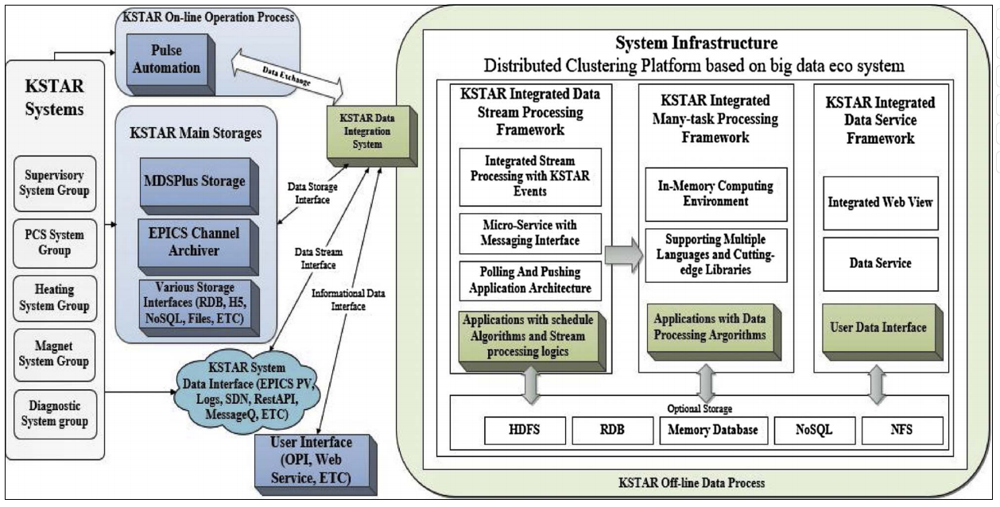 KSTAR On-line Operation Process
Pulse
Automation
Data Exchange
KSTAR
Systems
Supervisory
System Group
PCS System
Group
Heating
System Group
Magnet
System Group
Diagnostic
System group
KSTAR Main Storages
MDSPlus Storage
EPICS Channel
Archiver
Various Storage
Interfaces (RDB, H5,
NoSQL, Files, ETC)
KSTAR Data
Integration
System
Data Storage
Interface
Data Stream
Interface
Informational Data
Interface
KSTAR System
Data Interface (EPICS PV,
Logs, SDN, RestAPI,
MessageQ, ETC)
User Interface
(OPI, Web
Service, ETC)
System Infrastructure
Distributed Clustering Platform based on big data eco system
KSTAR Integrated Data
Stream Processing
Framework
Integrated Stream
Processing with KSTAR
Events
Micro-Service with
Messaging Interface
Polling And Pushing
Application Architecture
Applications with schedule
Algorithms and Stream
processing logics
KSTAR Integrated
Many-task Processing
Framework
In-Memory Computing
Environment
Supporting Multiple
Languages and Cutting-
edge Libraries
Applications with Data
Processing Argorithms
KSTAR Integrated
Data Service
Framework
Integrated Web View
Data Service
User Data Interface
Optional Storage
HDFS
RDB
Memory Database
NoSQL
NFS
KSTAR Off-line Data Process